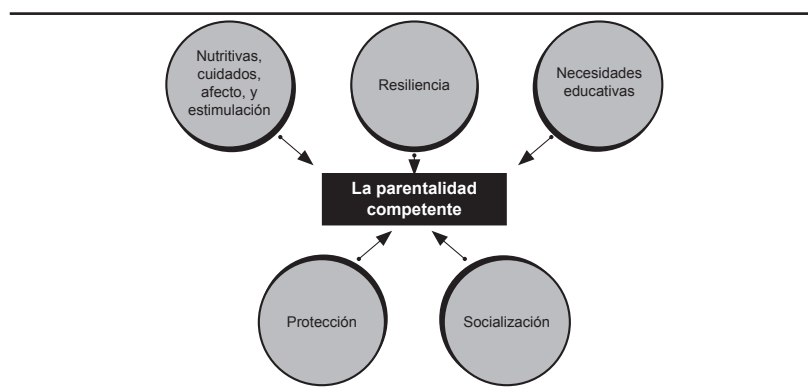 Nutritivas,
cuidados,
afecto, y
estimulación
Resiliencia
Necesidades
educativas
La parentalidad
competente
Protección
Socialización